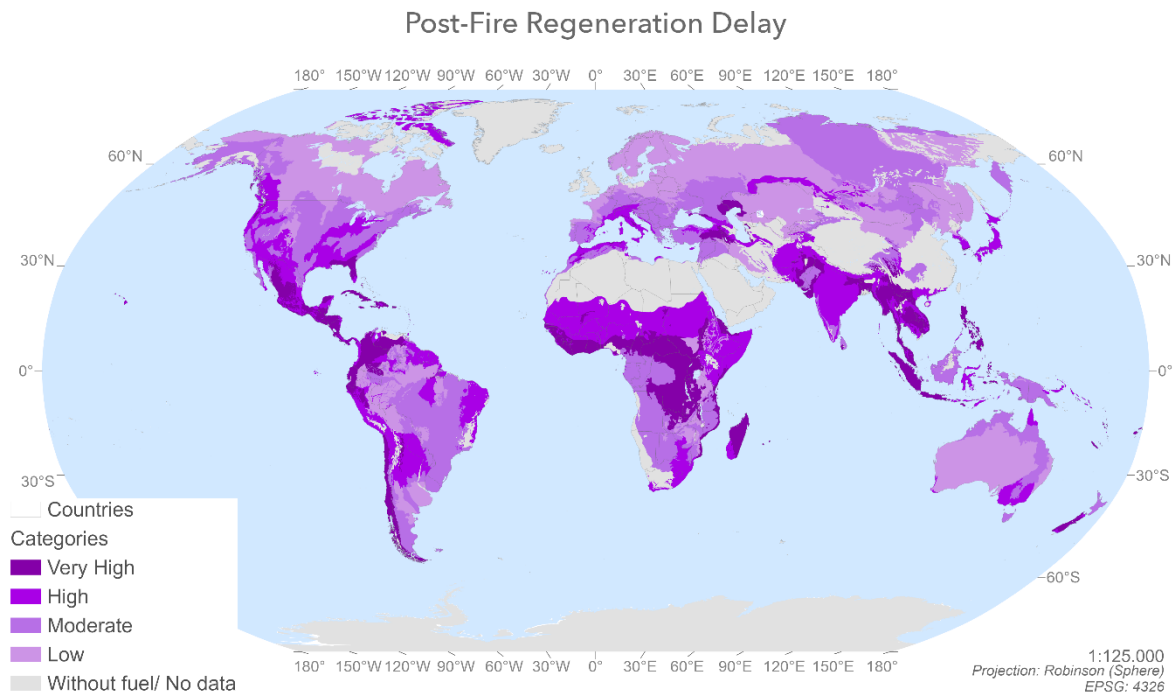 Post-Fire Regeneration Delay
180° 150°W 120°W 90°W 60°W 30°W 0° 30°E 60°E 90°E 120°E 150°E 180°
60°N 60°N
30°N 30°N
0° 0°
30°S 30°S
Countries
Categories
Very High
60°S
High
Moderate
Low
180° 150°W 120°W 90°W 60°W 30°W 0° 30°E 60°E 90°E 120°E 150°E 180°
1:125.000
Projection: Robinson (Sphere)
Without fuel/ No data
EPSG: 4326